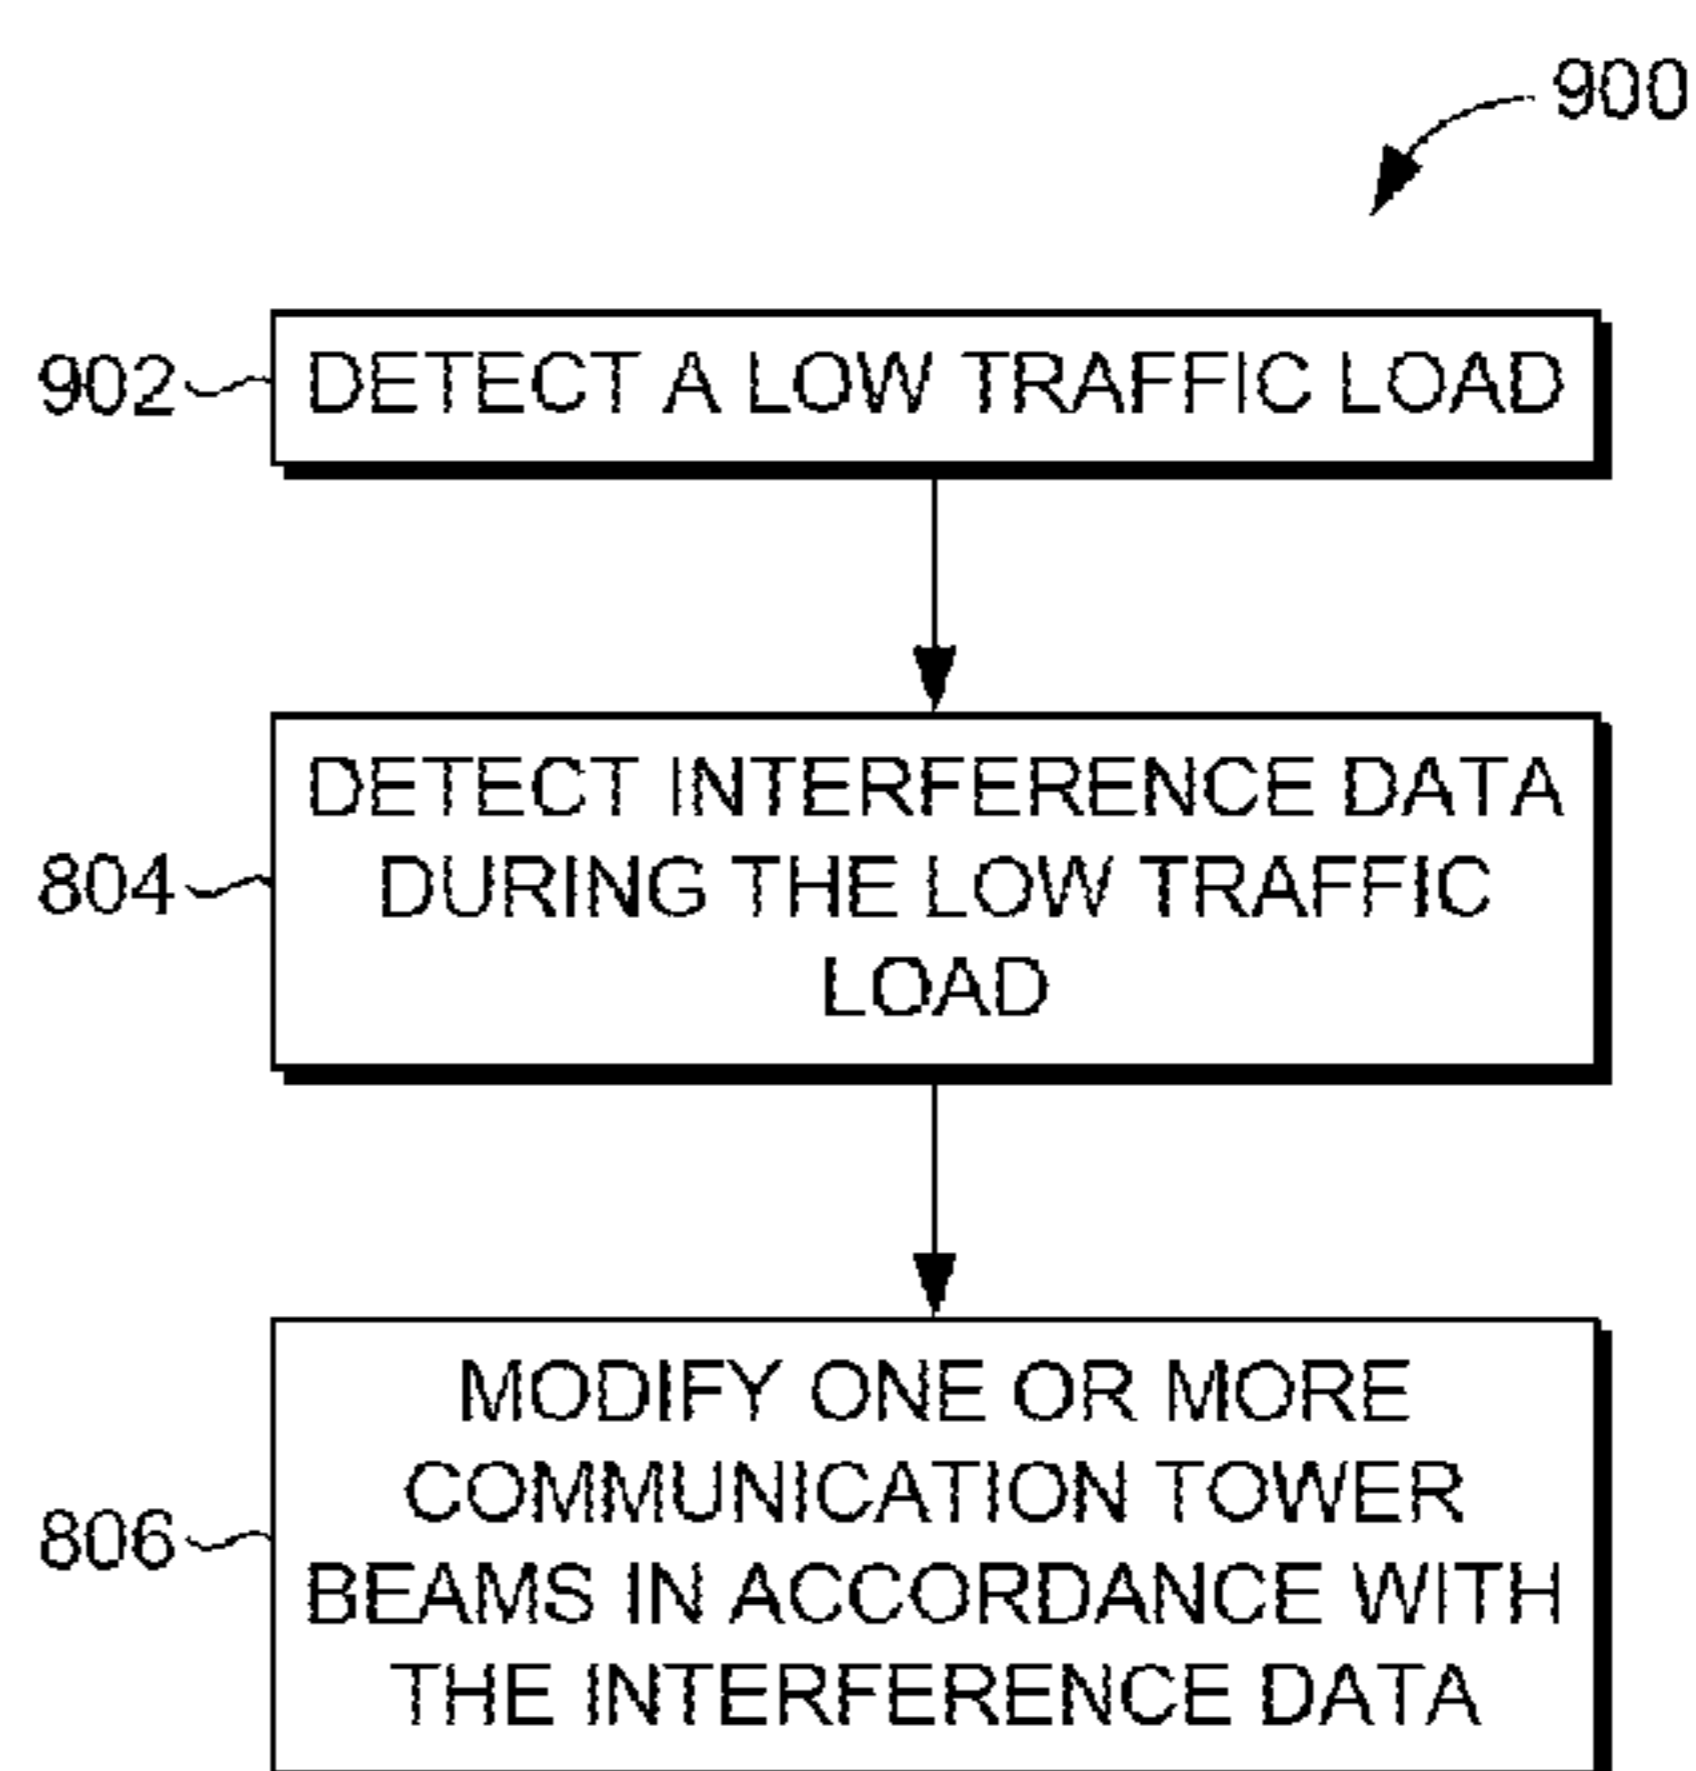 900
902
DETECT A LOW TRAFFIC LOAD
804
DETECT INTERFERENCE DATA
DURING THE LOW TRAFFIC
LOAD
806
MODIFY ONE OR MORE
COMMUNICATION TOWER
BEAMS IN ACCORDANCE WITH
THE INTERFERENCE DATA